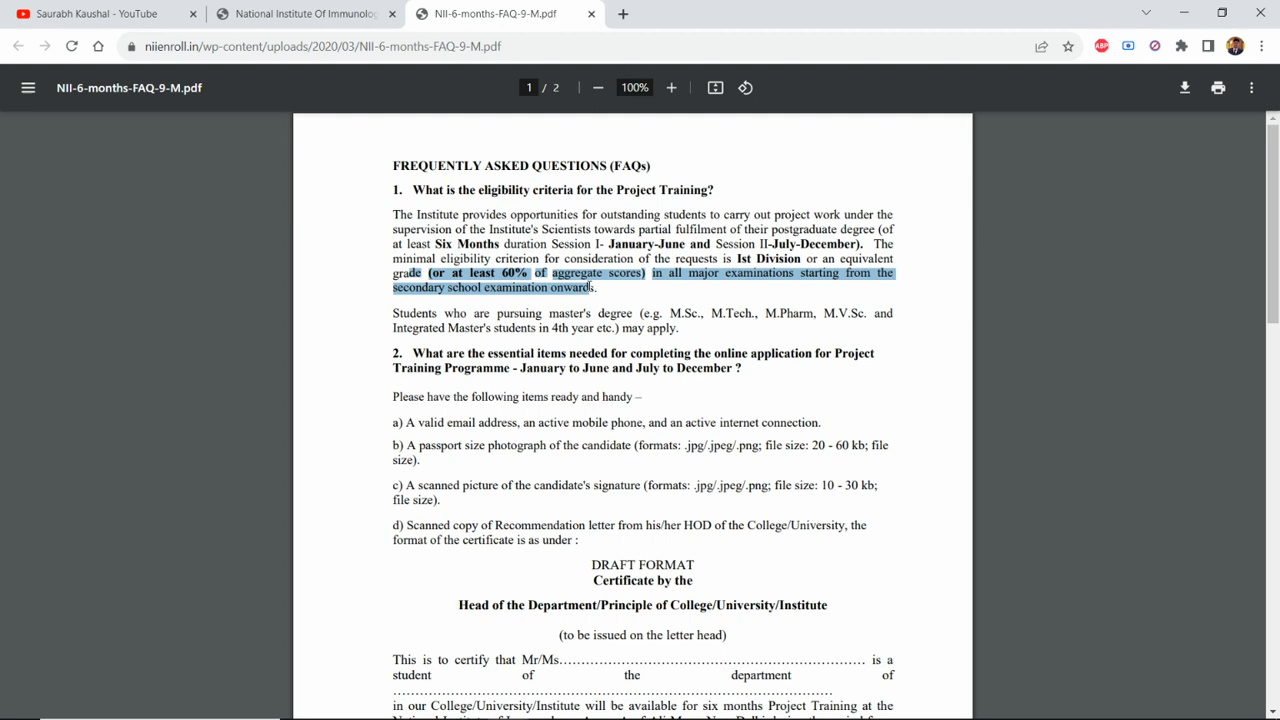 Saurabh Kaushal - YouTube
National Institute Of Immunolog
NII-6-months-FAQ-9-M.pdf
niienroll.in/wp-content/uploads/2020/03/NII-6-months-FAQ-9-M.pdf
ABP
NII-6-months-FAQ-9-M.pdf
1 / 2
100%
FREQUENTLY ASKED QUESTIONS (FAQs)
1. What is the eligibility criteria for the Project Training?
The Institute provides opportunities for outstanding students to carry out project work under the
supervision of the Institute's Scientists towards partial fulfilment of their postgraduate degree (of
at least Six Months duration Session I- January-June and Session II-July-December). The
minimal eligibility criterion for consideration of the requests is Ist Division or an equivalent
grade (or at least 60% of aggregate scores) in all major examinations starting from the
secondary school examination onwards.
Students who are pursuing master's degree (e.g. M.Sc., M.Tech., M.Pharm, M.V.Sc. and
Integrated Master's students in 4th year etc.) may apply.
2. What are the essential items needed for completing the online application for Project
Training Programme - January to June and July to December ?
Please have the following items ready and handy –
a) A valid email address, an active mobile phone, and an active internet connection.
b) A passport size photograph of the candidate (formats: .jpg/.jpeg/.png; file size: 20 - 60 kb; file
size).
c) A scanned picture of the candidate's signature (formats: .jpg/.jpeg/.png; file size: 10 - 30 kb;
file size).
d) Scanned copy of Recommendation letter from his/her HOD of the College/University, the
format of the certificate is as under :
DRAFT FORMAT
Certificate by the
Head of the Department/Principle of College/University/Institute
(to be issued on the letter head)
This is to certify that Mr/Ms…………………………………………………………… is a
student of the department of
………………………………………………………………………………
in our College/University/Institute will be available for six months Project Training at the